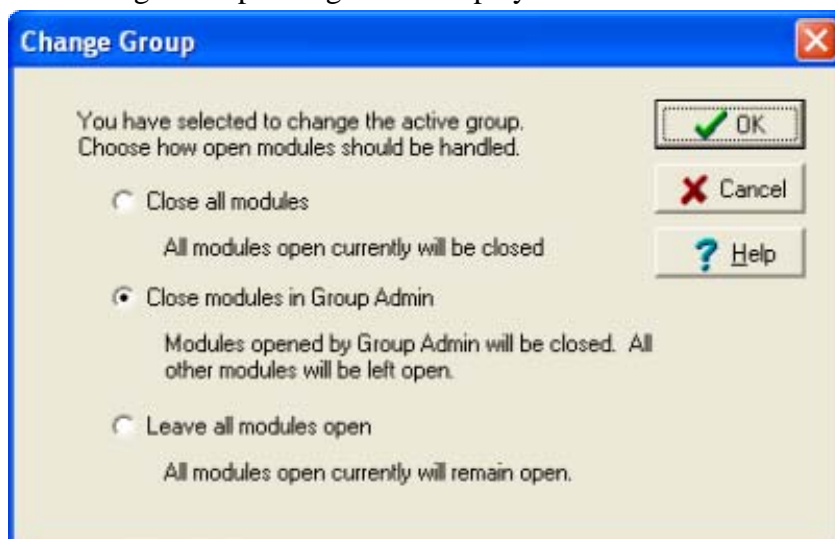 Change Group
You have selected to change the active group.
Choose how open modules should be handled.
OK
Cancel
Help
Close all modules
All modules open currently will be closed
Close modules in Group Admin
Modules opened by Group Admin will be closed. All
other modules will be left open.
Leave all modules open
All modules open currently will remain open.